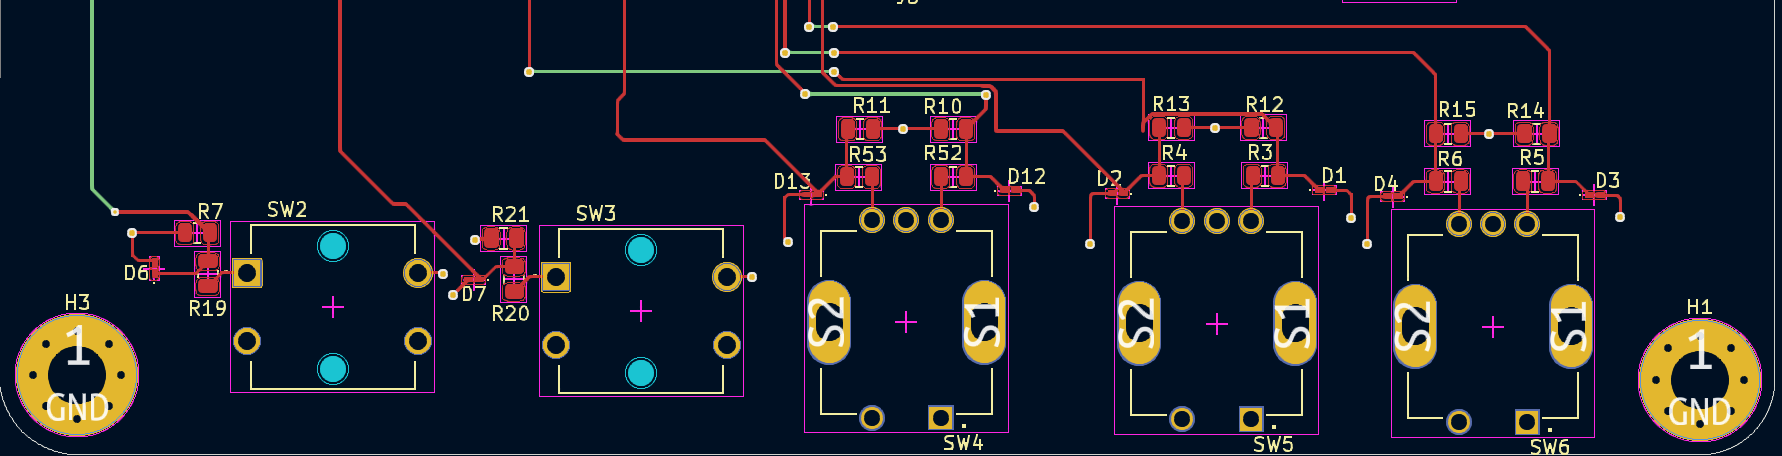 R11
R10
R13
R12
R15
R14
R53
R52
R4
R3
R6
R5
D13
D12
D2
D1
D4
D3
R7
SW2
R21
SW3
D6
D7
R19
R20
H3
1
GND
S2
S1
S2
S1
S2
S1
H1
1
GND
SW4
SW5
SW6